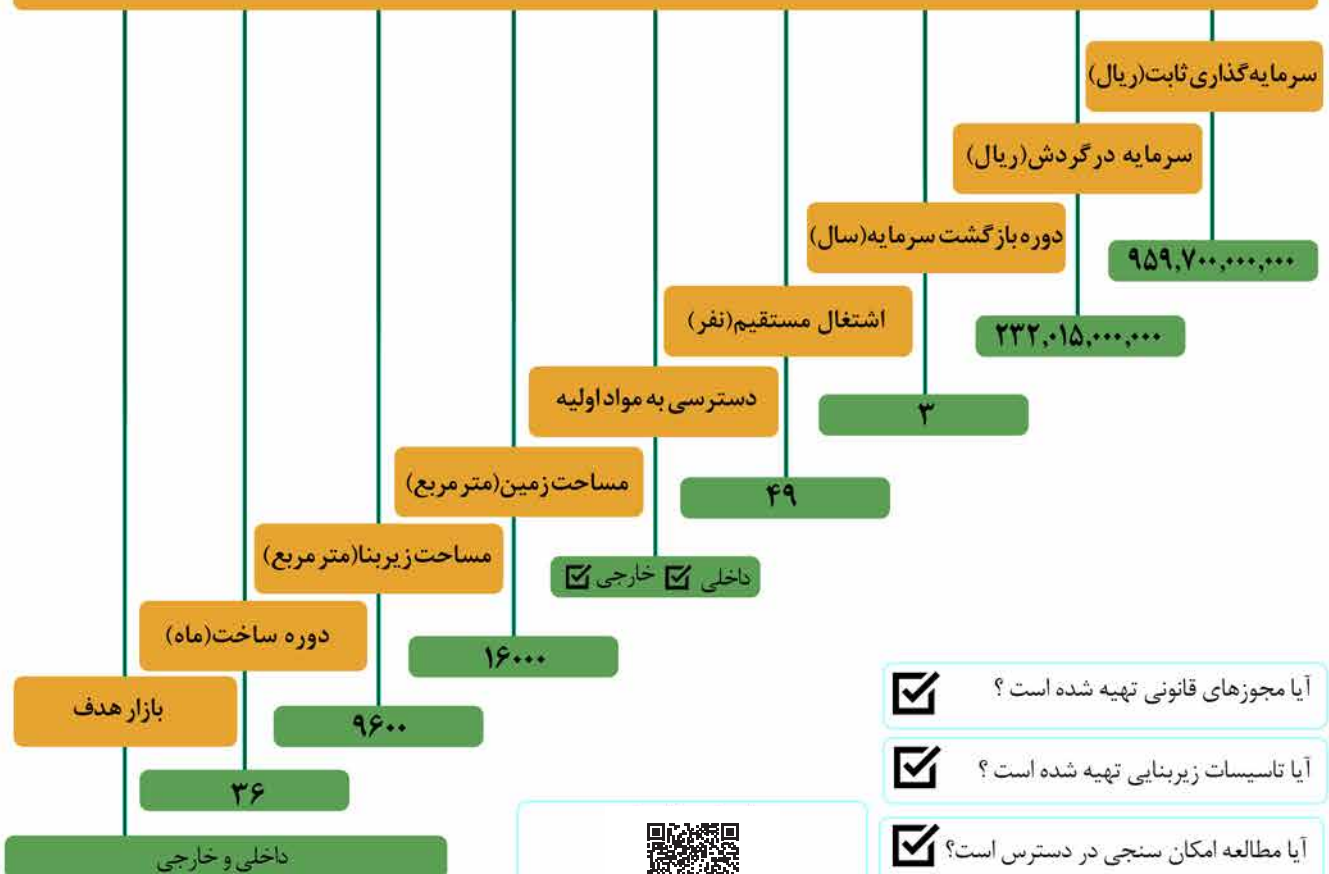 سرمایه‌گذاری ثابت(ریال)
۹۵۹,۷۰۰,۰۰۰,۰۰۰
سرمایه در گردش(ریال)
۲۳۲,۰۱۵,۰۰۰,۰۰۰
دوره بازگشت سرمایه(سال)
۳
اشتغال مستقیم(نفر)
۴۹
دسترسی به مواد اولیه
داخلی ☑ خارجی ☑
مساحت زمین(متر مربع)
۱۶۰۰۰
مساحت زیربنا(متر مربع)
۹۶۰۰
دوره ساخت(ماه)
۳۶
بازار هدف
داخلی و خارجی
آیا مجوزهای قانونی تهیه شده است ؟ ☑
آیا تاسیسات زیربنایی تهیه شده است ؟ ☑
آیا مطالعه امکان سنجی در دسترس است؟ ☑